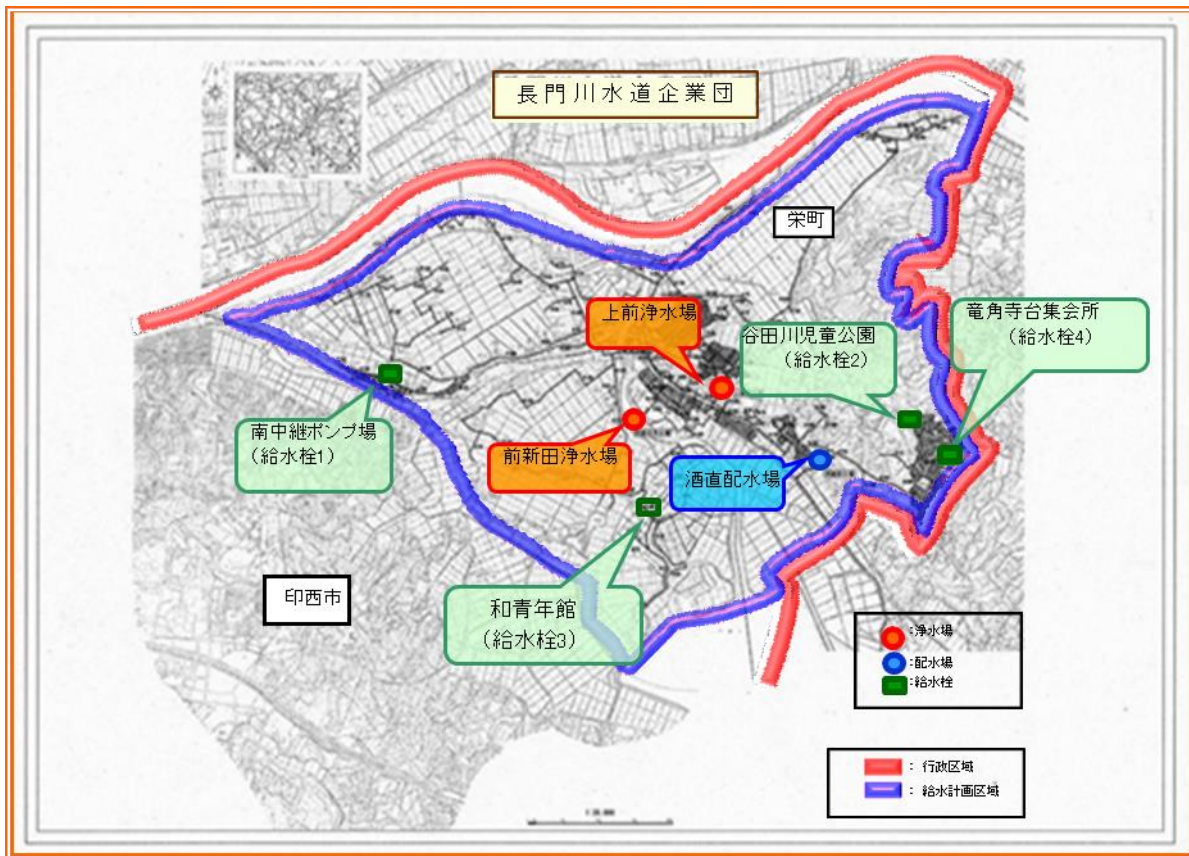 長門川水道企業団
栄町
上前浄水場
竜角寺台集会所
(給水栓4)
谷田川児童公園
(給水栓2)
南中継ポンプ場
(給水栓1)
前新田浄水場
酒直配水場
印西市
和青年館
(給水栓3)
:浄水場
:配水場
:給水栓
: 行政区域
: 給水計画区域